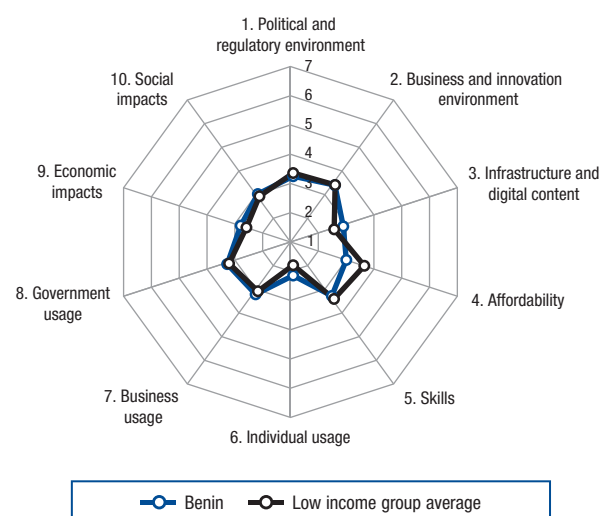 1. Political and
regulatory environment
2. Business and innovation
environment
3. Infrastructure and
digital content
4. Affordability
5. Skills
6. Individual usage
7. Business
usage
8. Government
usage
9. Economic
impacts
10. Social
impacts
7
6
5
4
3
2
1
Benin
Low income group average